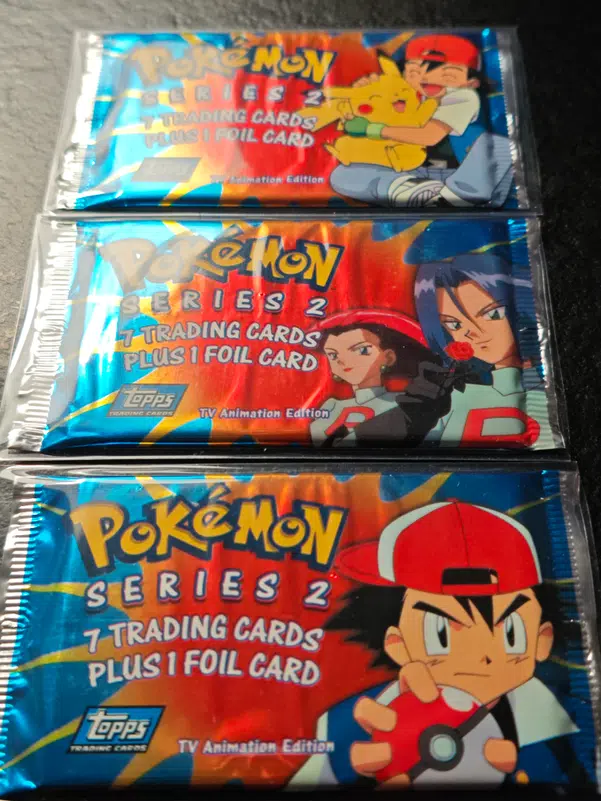 POKéMON
SERIES 2
7 TRADING CARDS
PLUS 1 FOIL CARD
TV Animation Edition
POKéMON
SERIES 2
7 TRADING CARDS
PLUS 1 FOIL CARD
Topps
TRADING CARDS
TV Animation Edition
R
R
POKéMON
SERIES 2
7 TRADING CARDS
PLUS 1 FOIL CARD
Topps
TRADING CARDS
TV Animation Edition